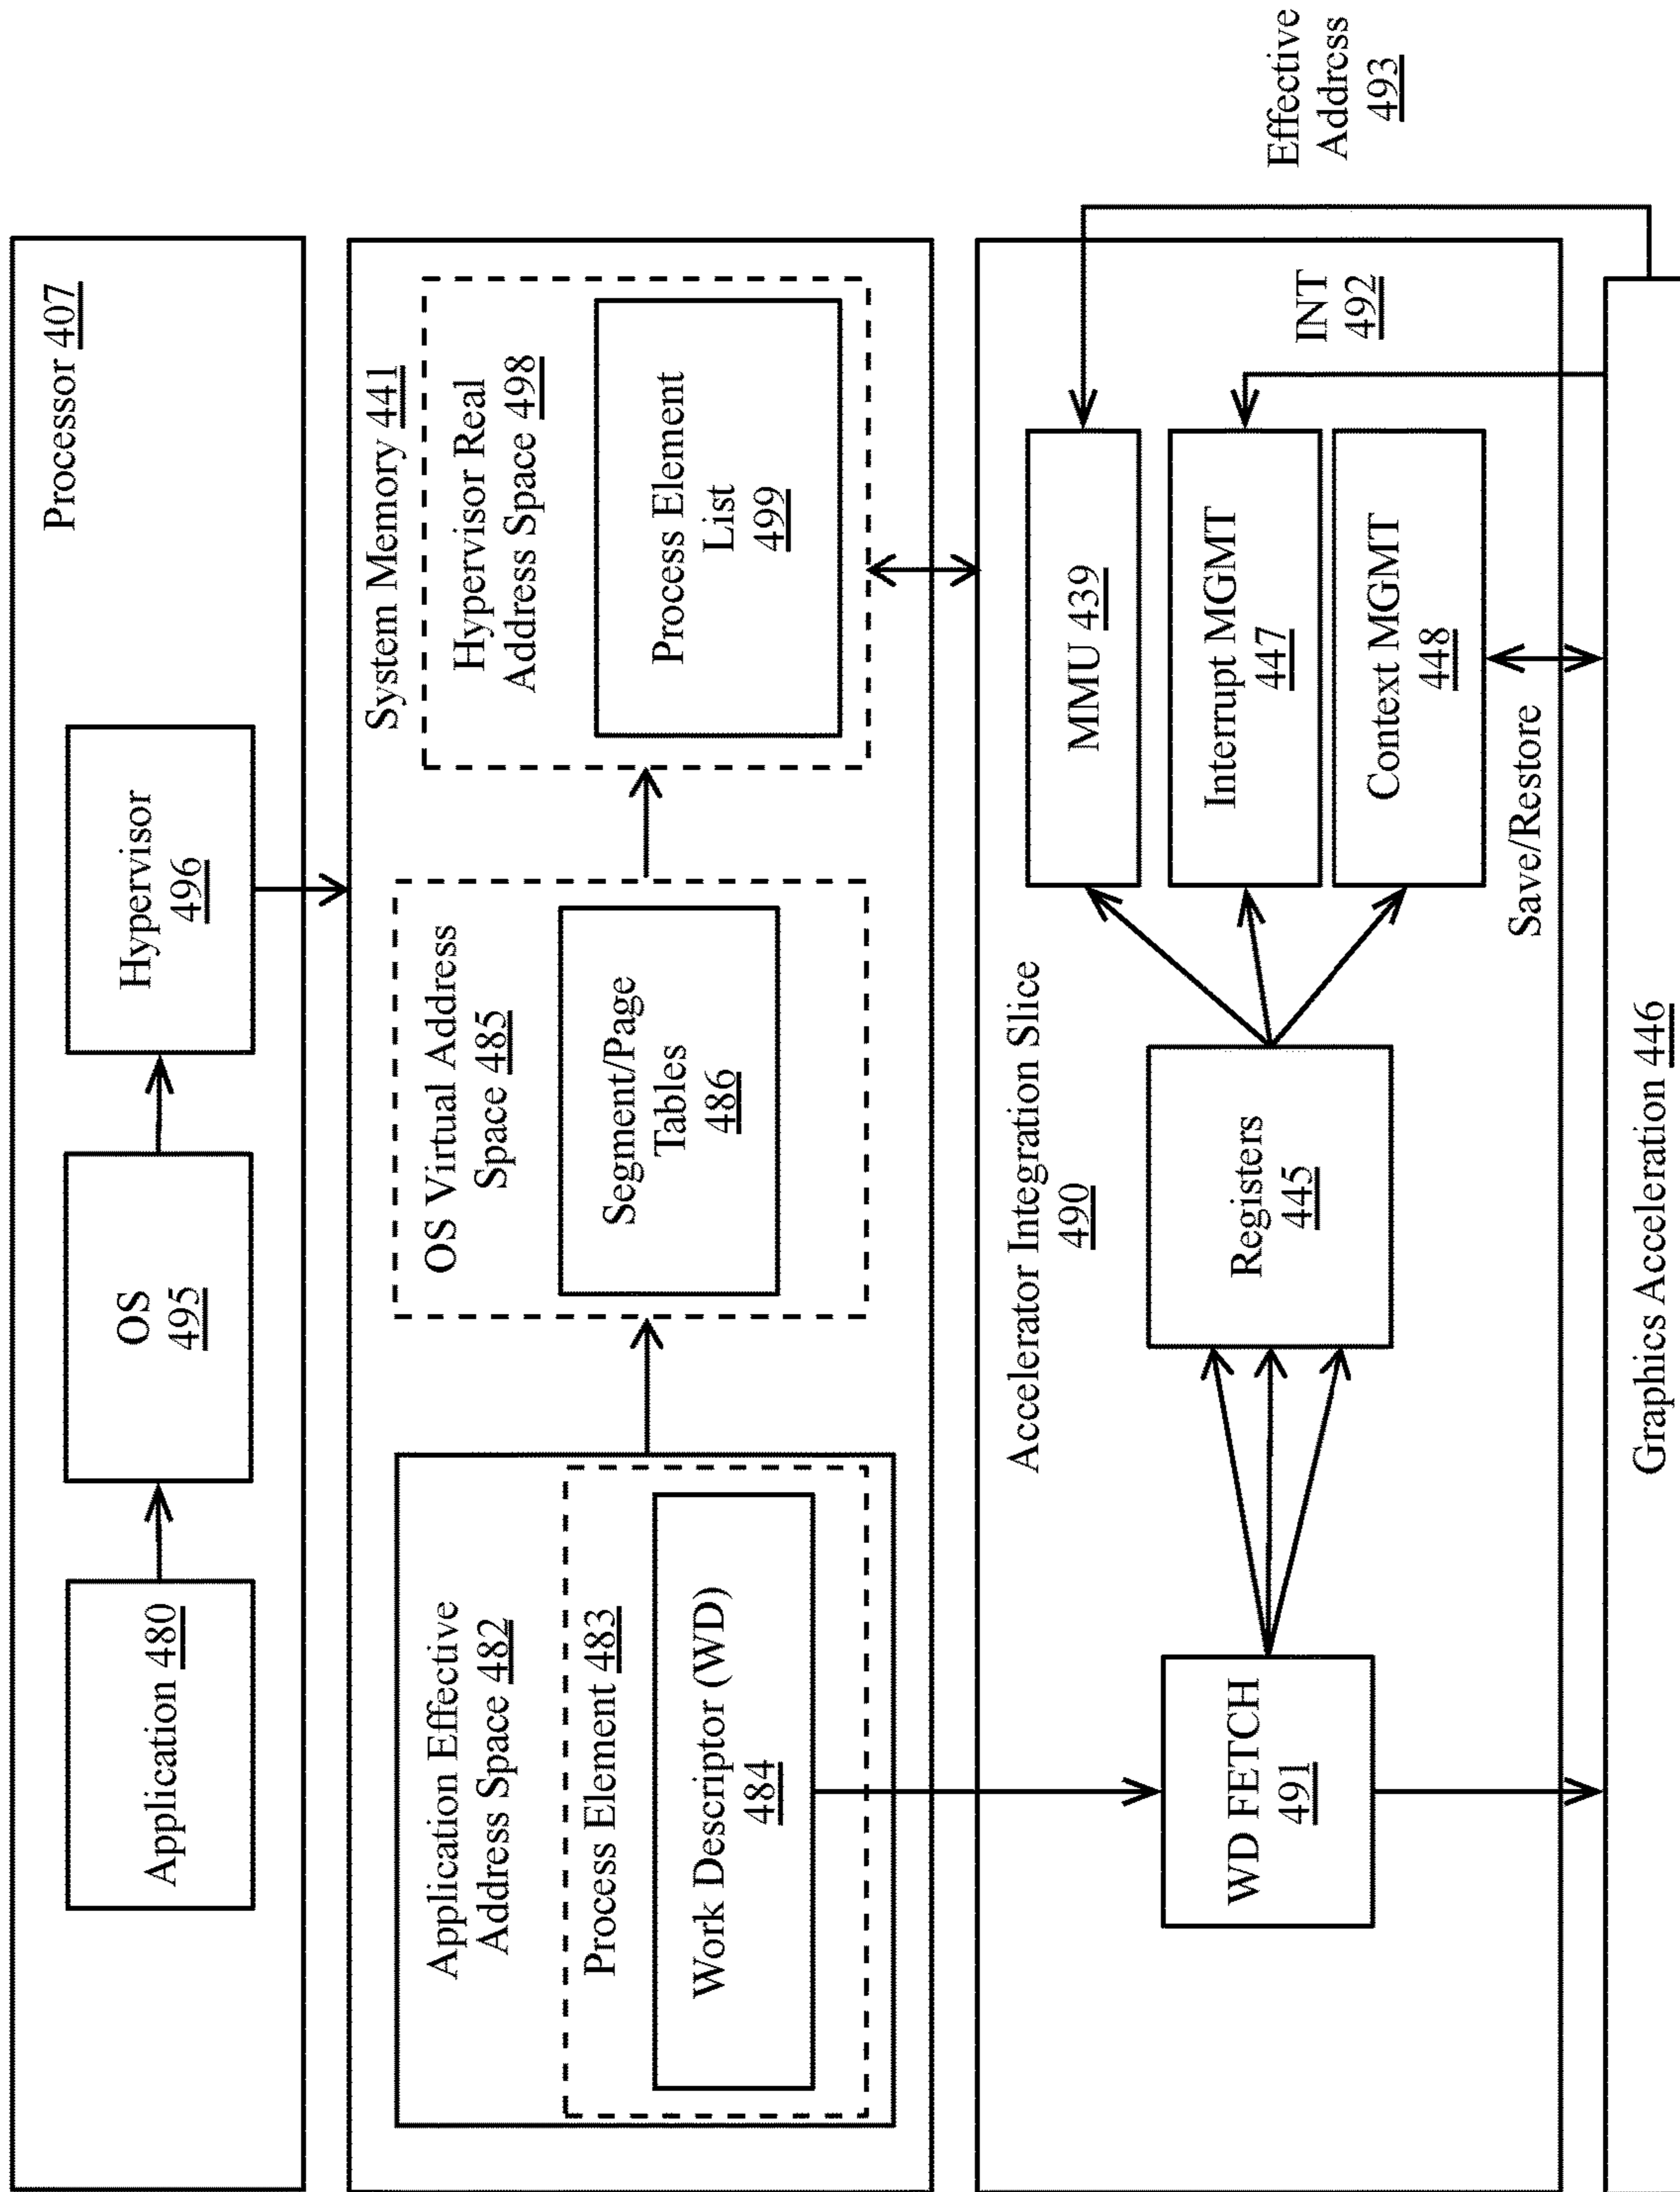 Processor 407
Application 480
OS
495
Hypervisor
496
System Memory 441
Application Effective
Address Space 482
Process Element 483
Work Descriptor (WD)
484
OS Virtual Address
Space 485
Segment/Page
Tables
486
Hypervisor Real
Address Space 498
Process Element
List
499
Accelerator Integration Slice
490
WD FETCH
491
Registers
445
MMU 439
Interrupt MGMT
447
Context MGMT
448
INT
492
Effective
Address
493
Save/Restore
Graphics Acceleration 446